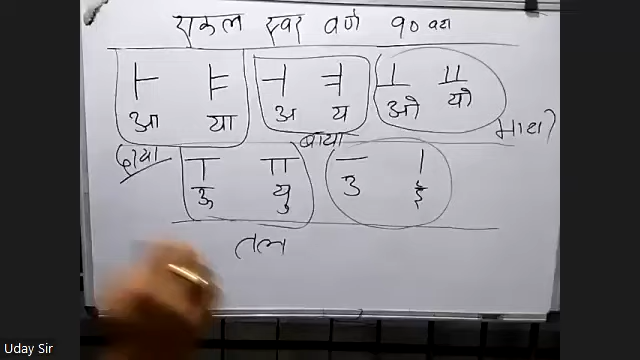 सकल स्वर वर्ण १० वटा
आ या अ य ओ यो
माथि
दाया बाया
ऊ यु उ ई
तल
Uday Sir